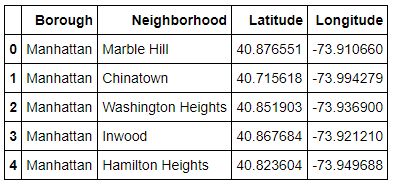 Borough Neighborhood Latitude Longitude
0 Manhattan Marble Hill 40.876551 -73.910660
1 Manhattan Chinatown 40.715618 -73.994279
2 Manhattan Washington Heights 40.851903 -73.936900
3 Manhattan Inwood 40.867684 -73.921210
4 Manhattan Hamilton Heights 40.823604 -73.949688